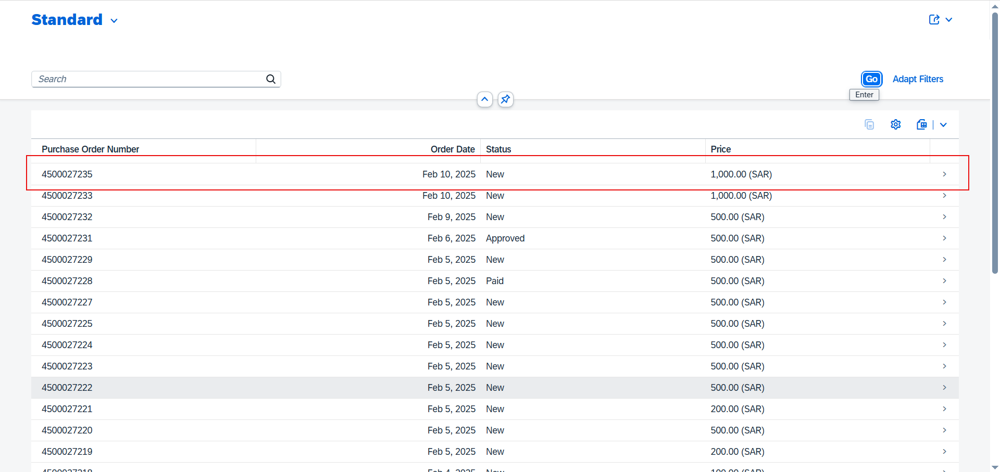 Standard
Search
Go Adapt Filters
Enter
Purchase Order Number Order Date Status Price
4500027235 Feb 10, 2025 New 1,000.00 (SAR)
4500027233 Feb 10, 2025 New 1,000.00 (SAR)
4500027232 Feb 9, 2025 New 500.00 (SAR)
4500027231 Feb 6, 2025 Approved 500.00 (SAR)
4500027229 Feb 5, 2025 New 500.00 (SAR)
4500027228 Feb 5, 2025 Paid 500.00 (SAR)
4500027227 Feb 5, 2025 New 500.00 (SAR)
4500027225 Feb 5, 2025 New 500.00 (SAR)
4500027224 Feb 5, 2025 New 500.00 (SAR)
4500027223 Feb 5, 2025 New 500.00 (SAR)
4500027222 Feb 5, 2025 New 500.00 (SAR)
4500027221 Feb 5, 2025 New 200.00 (SAR)
4500027220 Feb 5, 2025 New 500.00 (SAR)
4500027219 Feb 5, 2025 New 200.00 (SAR)